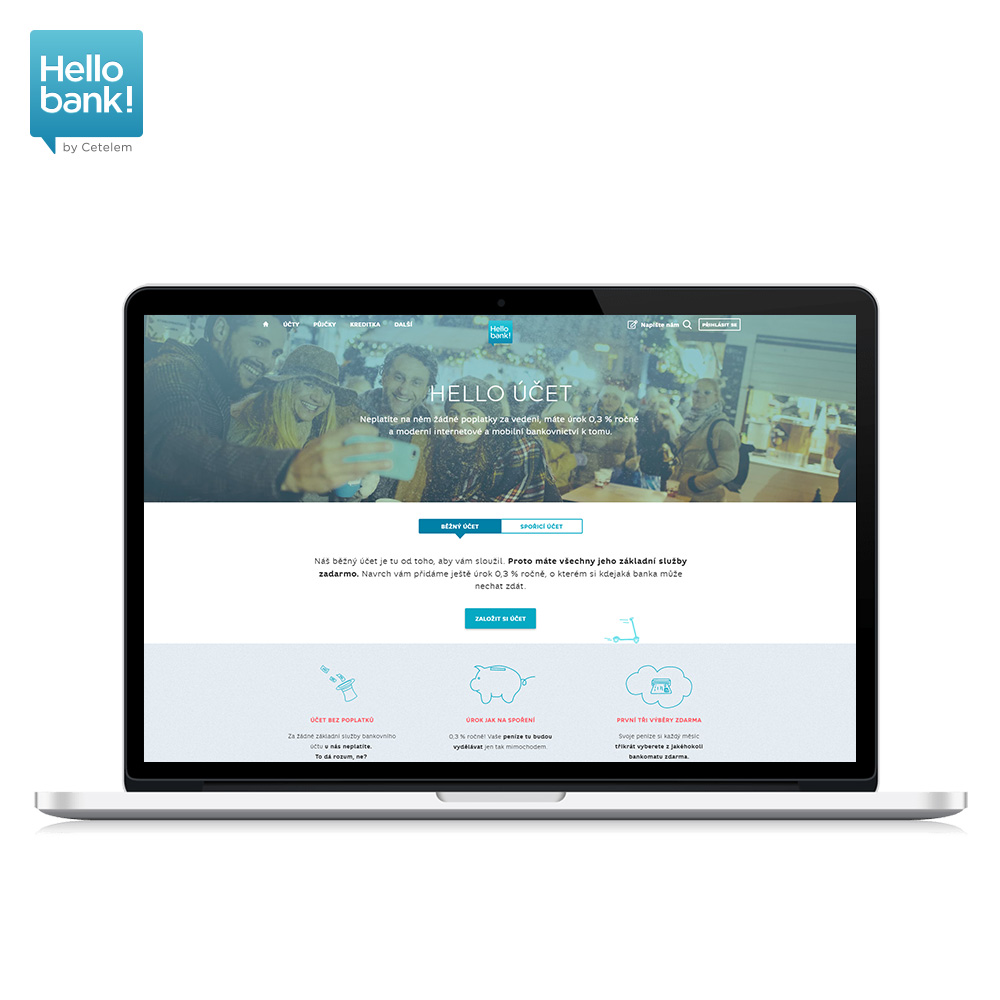 Hello
bank!
by Cetelem
ÚČTY PŮJČKY KREDITKA DALŠÍ
Hello
bank!
Napište nám PŘIHLÁSIT SE
HELLO ÚČET
Neplatíte na něm žádné poplatky za vedení, máte úrok 0,3 % ročně
a moderní internetové a mobilní bankovnictví k tomu.
BĚŽNÝ ÚČET SPOŘICÍ ÚČET
Náš běžný účet je tu od toho, aby vám sloužil. Proto máte všechny jeho základní služby
zadarmo. Navrch vám přidáme ještě úrok 0,3 % ročně, o kterém si kdejaká banka může
nechat zdát.
ZALOŽIT SI ÚČET
ÚČET BEZ POPLATKŮ
Za žádné základní služby bankovního
účtu u nás neplatíte.
To dá rozum, ne?
ÚROK JAK NA SPOŘENÍ
0,3 % ročně! Vaše peníze tu budou
vydělávat jen tak mimochodem.
PRVNÍ TŘI VÝBĚRY ZDARMA
Svoje peníze si každý měsíc
třikrát vyberete z jakéhokoli
bankomatu zdarma.